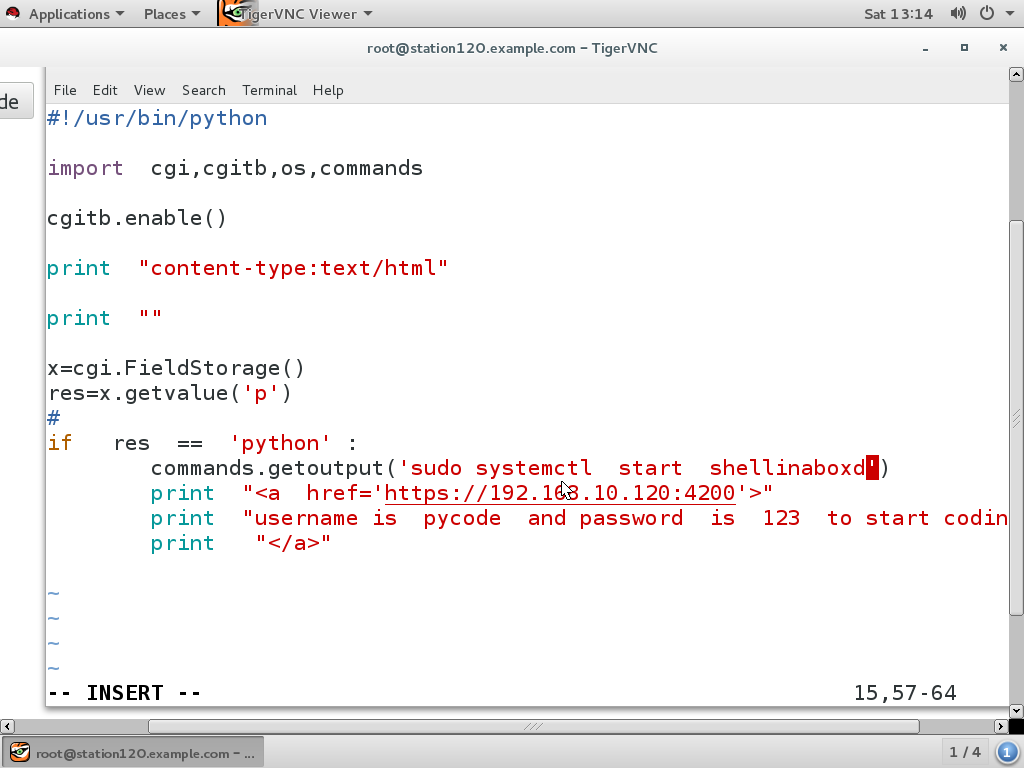 Applications Places TigerVNC Viewer Sat 13:14
root@station120.example.com – TigerVNC
de
File Edit View Search Terminal Help
#!/usr/bin/python
import cgi,cgitb,os,commands
cgitb.enable()
print "content-type:text/html"
print ""
x=cgi.FieldStorage()
res=x.getvalue('p')
#
if res == 'python' :
commands.getoutput('sudo systemctl start shellinaboxd')
print "<a href='https://192.168.10.120:4200'>"
print "username is pycode and password is 123 to start codin
print "</a>"
~
~
~
~
-- INSERT -- 15,57-64
root@station120.example.com – ... 1 / 4 1